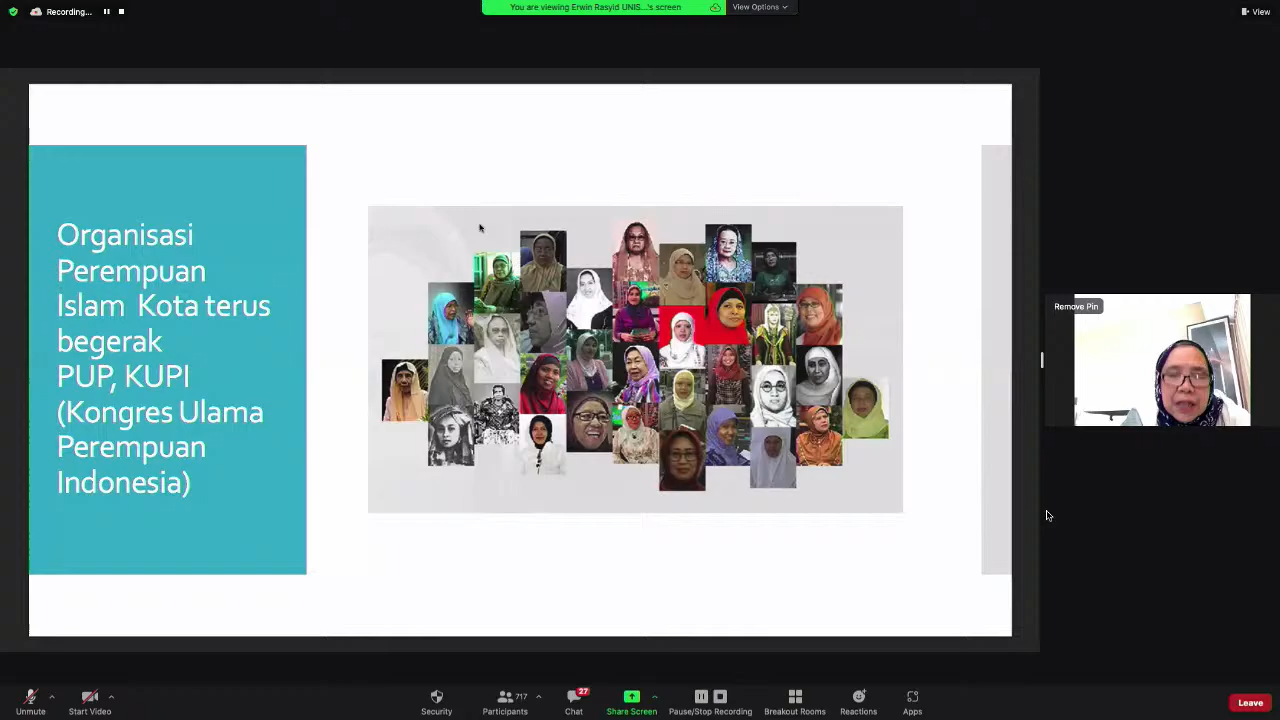 Recording...
You are viewing Erwin Rasyid UNIS...'s screen
View Options
View
Organisasi
Perempuan
Islam Kota terus
begerak
PUP, KUPI
(Kongres Ulama
Perempuan
Indonesia)
Remove Pin
Unmute
Start Video
Security
717
Participants
27
Chat
Share Screen
Pause/Stop Recording
Breakout Rooms
Reactions
Apps
Leave